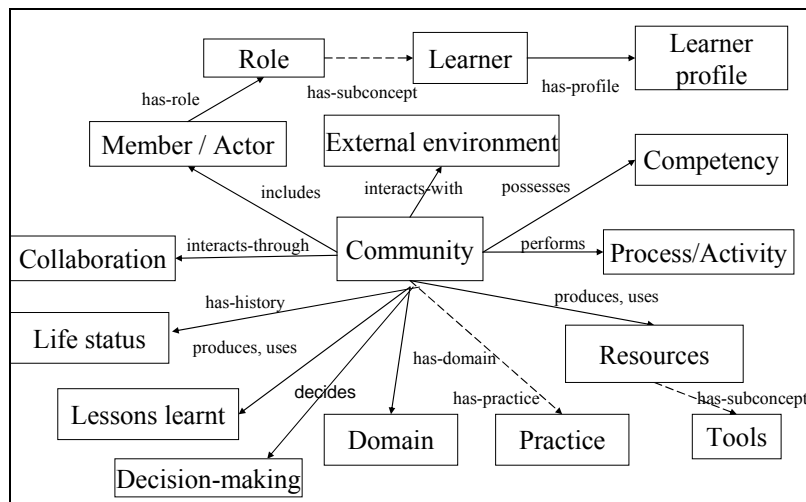 Role
Learner
Learner
profile
has-role
has-subconcept
has-profile
Member / Actor
External environment
Competency
includes
interacts-with
possesses
Collaboration
interacts-through
Community
performs
Process/Activity
has-history
produces, uses
Life status
produces, uses
has-domain
Resources
decides
has-practice
has-subconcept
Lessons learnt
Domain
Practice
Tools
Decision-making